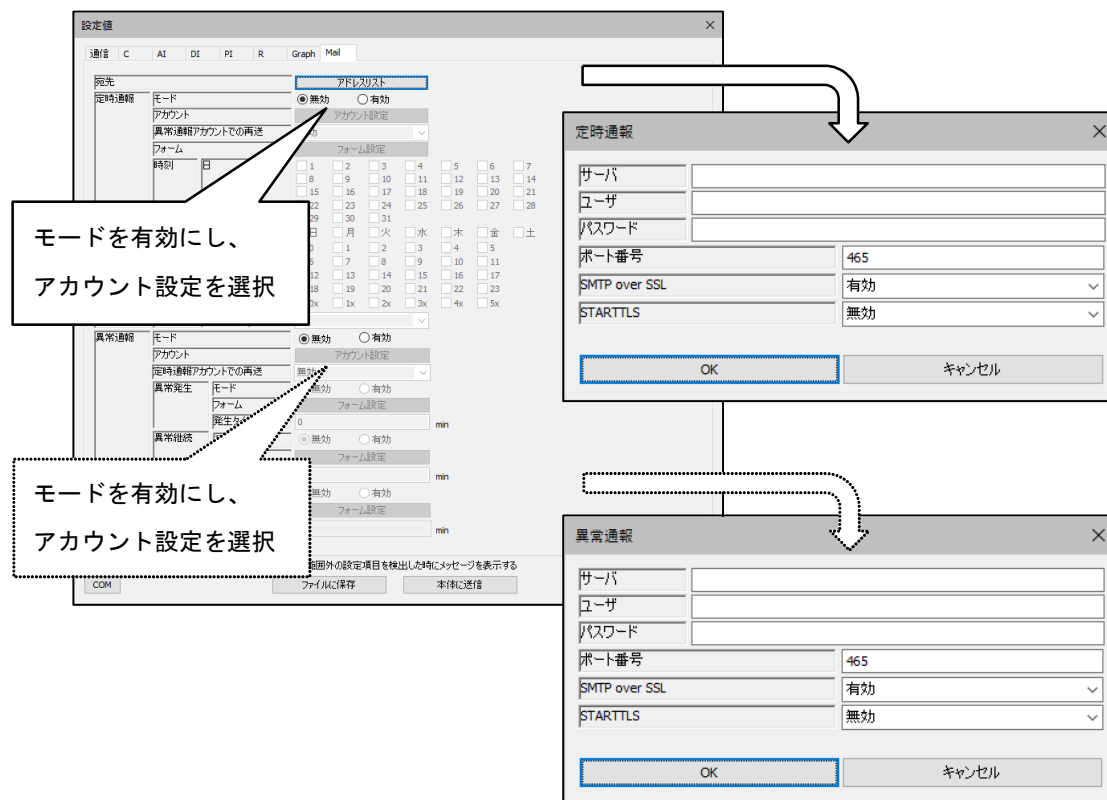 設定値
通信 C AI DI PI R Graph Mail
宛先 アドレスリスト
定時通報 モード 無効 有効
アカウント アカウント設定
異常通報アカウントでの再送
フォーム フォーム設定
時刻 日 1 2 3 4 5 6 7
8 9 10 11 12 13 14
15 16 17 18 19 20 21
22 23 24 25 26 27 28
29 30 31
日 月 火 水 木 金 土
1 2 3 4 5
7 8 9 10 11
12 13 14 15 16 17
18 19 20 21 22 23
0x 1x 2x 3x 4x 5x
モードを有効にし、
アカウント設定を選択
異常通報 モード 無効 有効
アカウント アカウント設定
定時通報アカウントでの再送 無効
異常発生 モード 無効 有効
フォーム フォーム設定
0 min
異常継続 無効 有効
フォーム設定
min
無効 有効
フォーム設定
min
モードを有効にし、
アカウント設定を選択
範囲外の設定項目を検出した時にメッセージを表示する
COM ファイルに保存 本体に送信
定時通報
サーバ
ユーザ
パスワード
ポート番号 465
SMTP over SSL 有効
STARTTLS 無効
OK キャンセル
異常通報
サーバ
ユーザ
パスワード
ポート番号 465
SMTP over SSL 有効
STARTTLS 無効
OK キャンセル